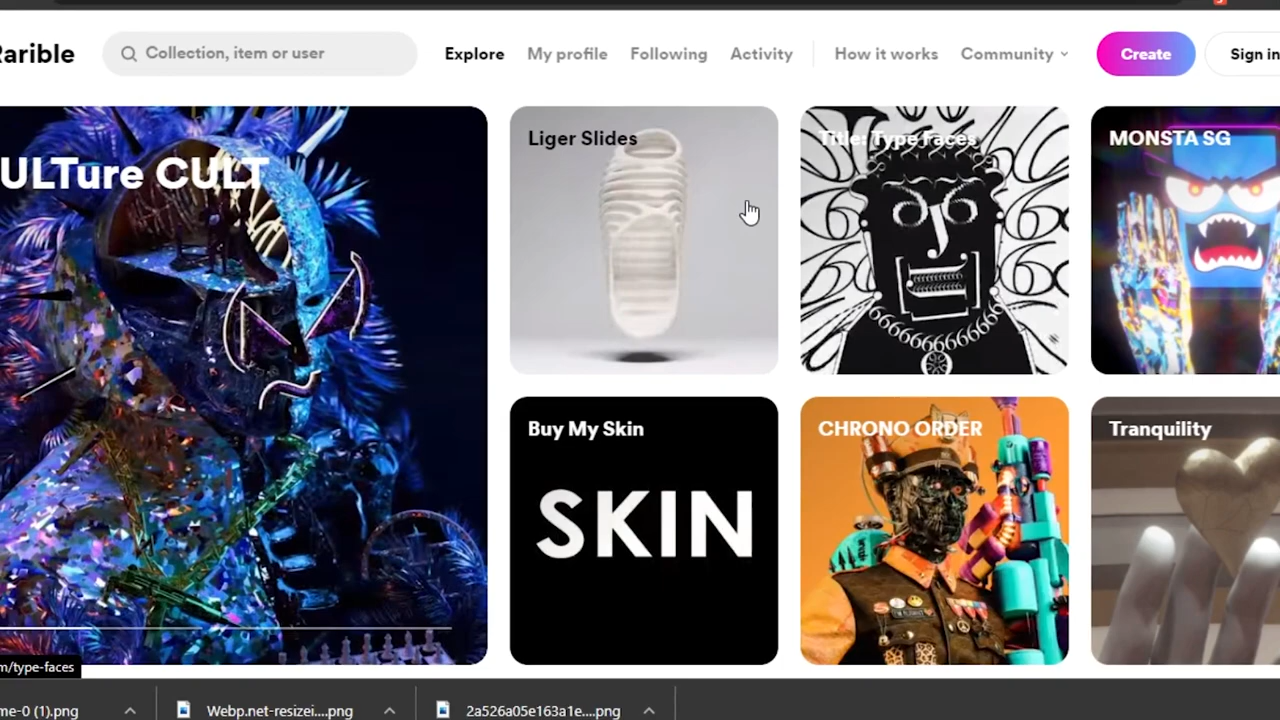 Rarible
Collection, item or user
Explore
My profile
Following
Activity
How it works
Community
Create
Sign in
ULTure CULT
Liger Slides
Title: Type Faces
MONSTA SG
Buy My Skin
SKIN
CHRONO ORDER
Tranquility
m/type-faces
me-0 (1).png
Webp.net-resizei....png
2a526a05e163a1e....png